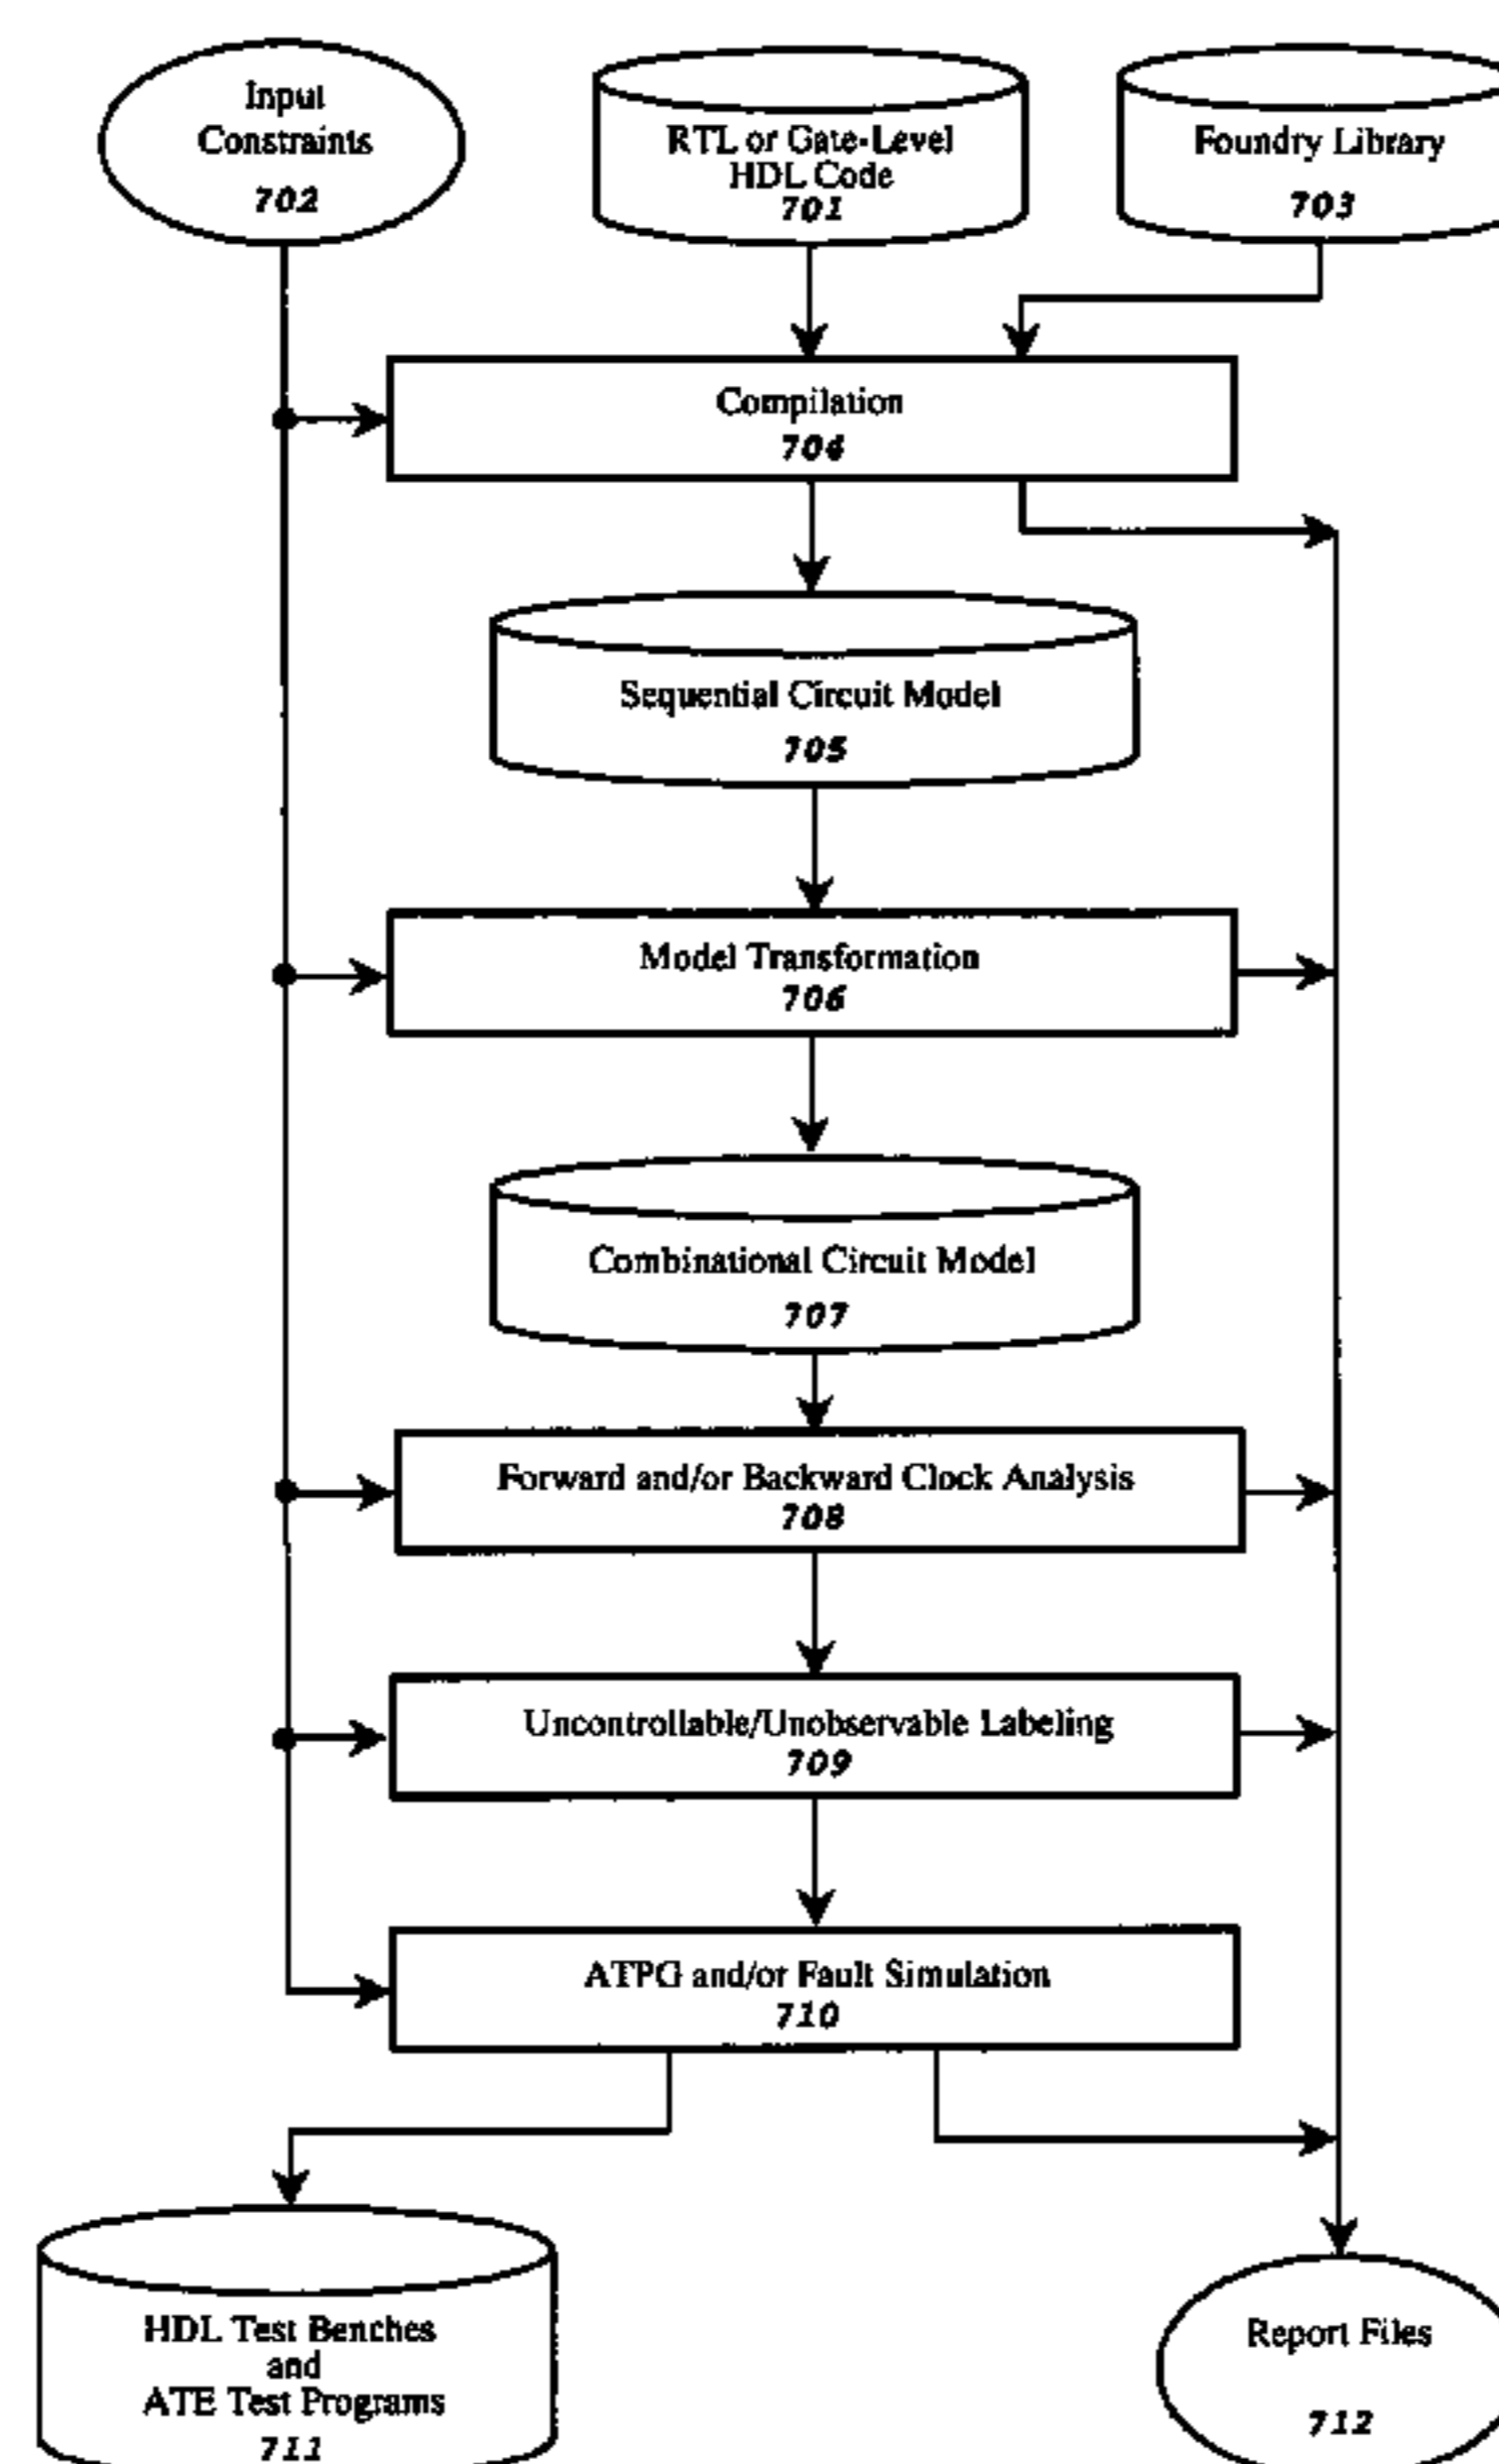 Input
Constraints
702
RTL or Gate-Level
HDL Code
701
Foundry Library
703
Compilation
704
Sequential Circuit Model
705
Model Transformation
706
Combinational Circuit Model
707
Forward and/or Backward Clock Analysis
708
Uncontrollable/Unobservable Labeling
709
ATPG and/or Fault Simulation
710
HDL Test Benches
and
ATE Test Programs
711
Report Files
712